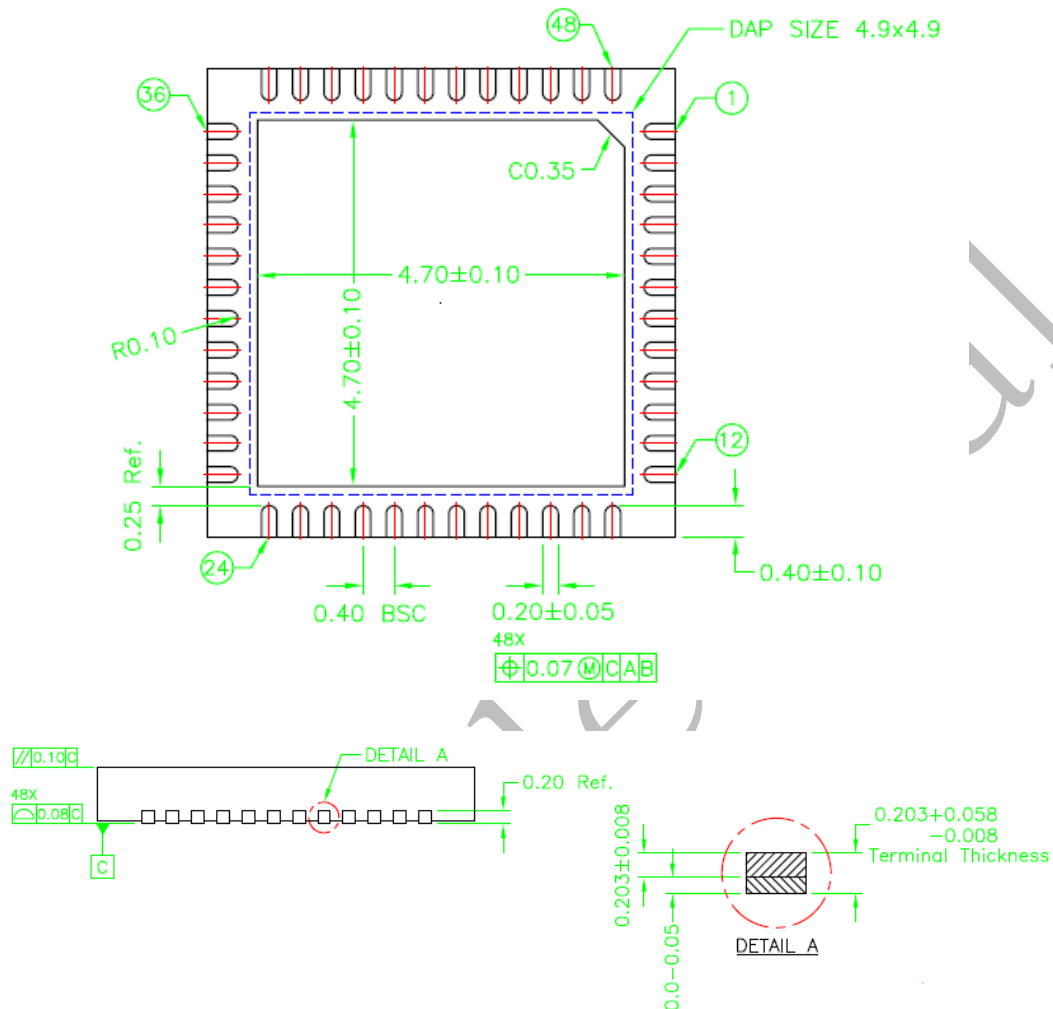 48
DAP SIZE 4.9x4.9
36
1
C0.35
4.70±0.10
4.70±0.10
R0.10
12
0.25 Ref.
24
0.40 BSC
0.20±0.05
0.40±0.10
48X
⌖ 0.07 Ⓜ C A B
// 0.10 C
DETAIL A
0.20 Ref.
48X
⌓ 0.08 C
C
0.203±0.008
0.203+0.058
-0.008
Terminal Thickness
0.0-0.05
DETAIL A